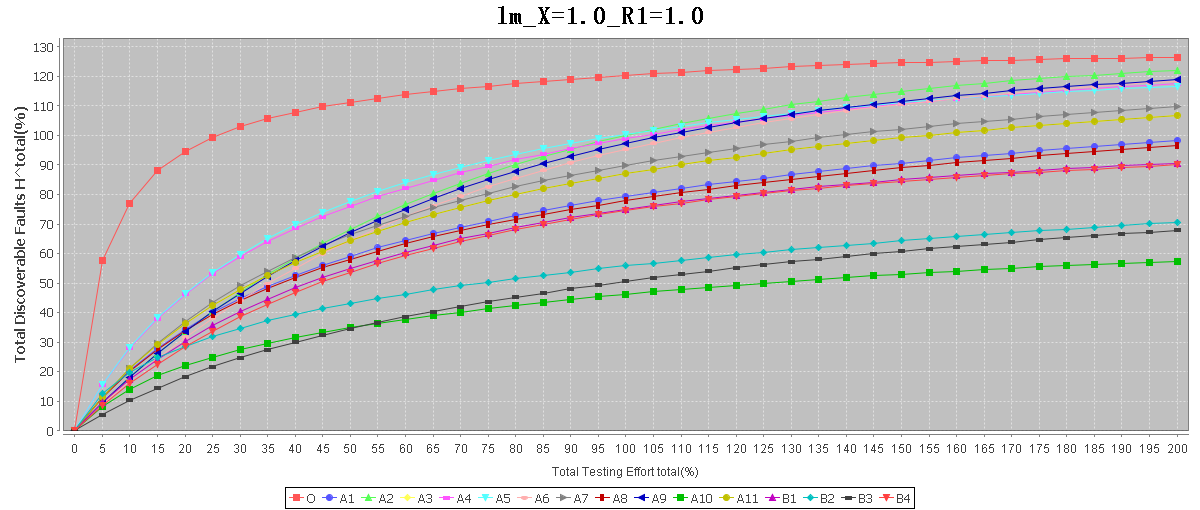 lm_X=1.0_R1=1.0
Total Discoverable Faults H^total(%)
130
120
110
100
90
80
70
60
50
40
30
20
10
0
0 5 10 15 20 25 30 35 40 45 50 55 60 65 70 75 80 85 90 95 100 105 110 115 120 125 130 135 140 145 150 155 160 165 170 175 180 185 190 195 200
Total Testing Effort total(%)
O A1 A2 A3 A4 A5 A6 A7 A8 A9 A10 A11 B1 B2 B3 B4